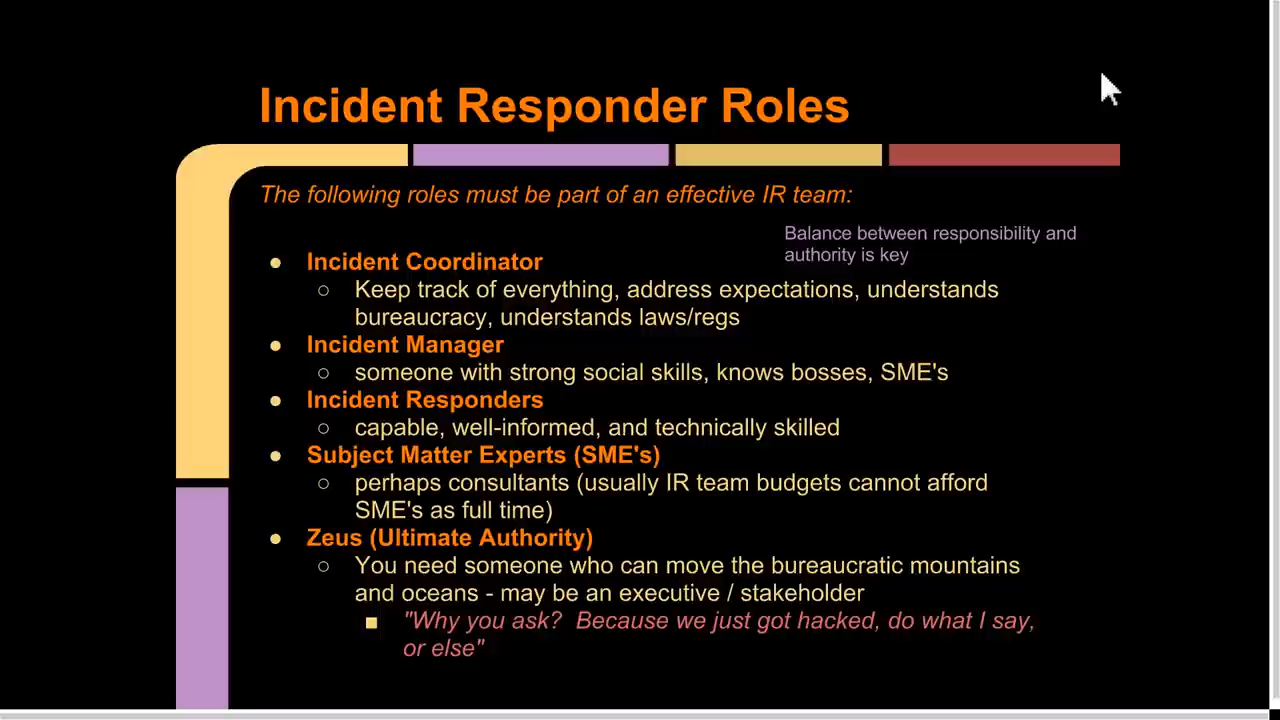 Incident Responder Roles
The following roles must be part of an effective IR team:
Balance between responsibility and
authority is key
● Incident Coordinator
○ Keep track of everything, address expectations, understands
bureaucracy, understands laws/regs
● Incident Manager
○ someone with strong social skills, knows bosses, SME's
● Incident Responders
○ capable, well-informed, and technically skilled
● Subject Matter Experts (SME's)
○ perhaps consultants (usually IR team budgets cannot afford
SME's as full time)
● Zeus (Ultimate Authority)
○ You need someone who can move the bureaucratic mountains
and oceans - may be an executive / stakeholder
■ "Why you ask?  Because we just got hacked, do what I say,
or else"